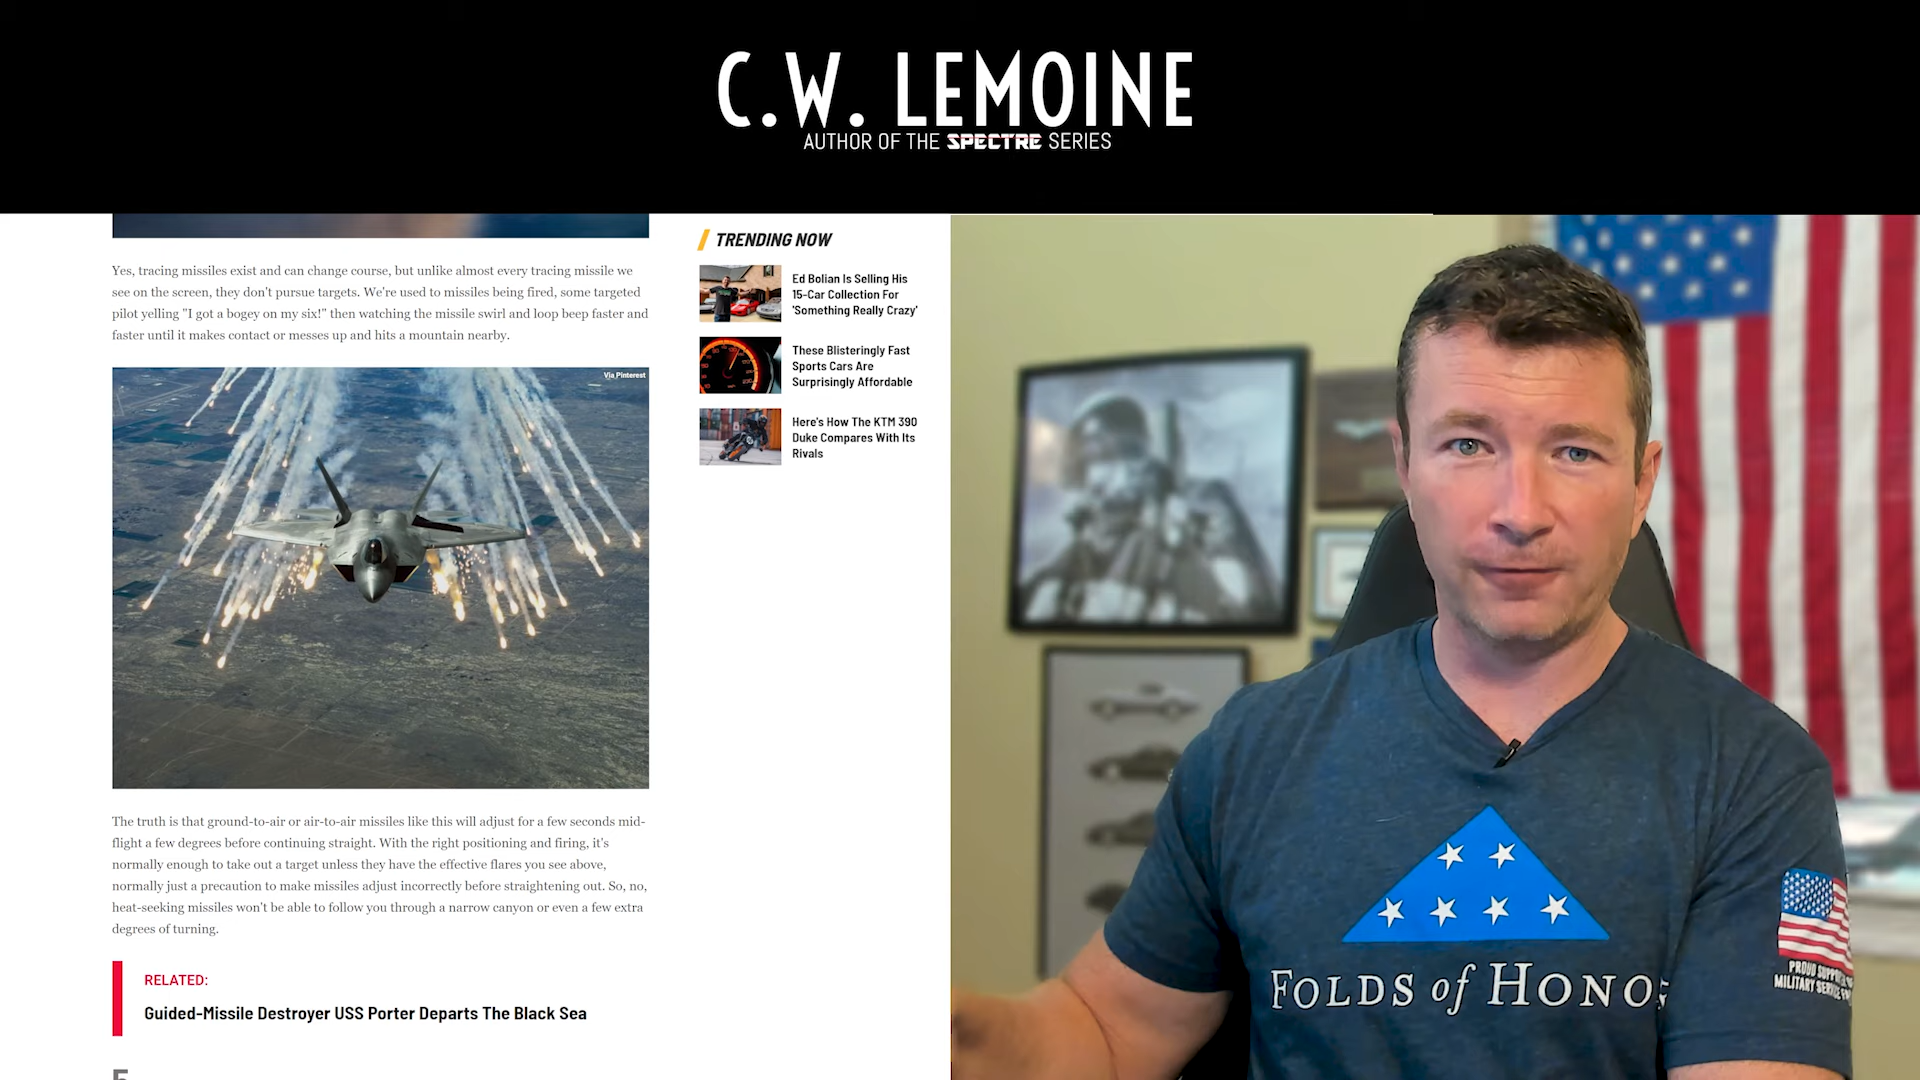 C.W. LEMOINE
AUTHOR OF THE SPECTRE SERIES
Yes, tracing missiles exist and can change course, but unlike almost every tracing missile we
see on the screen, they don't pursue targets. We're used to missiles being fired, some targeted
pilot yelling "I got a bogey on my six!" then watching the missile swirl and loop beep faster and
faster until it makes contact or messes up and hits a mountain nearby.
Via Pinterest
The truth is that ground-to-air or air-to-air missiles like this will adjust for a few seconds mid-
flight a few degrees before continuing straight. With the right positioning and firing, it's
normally enough to take out a target unless they have the effective flares you see above,
normally just a precaution to make missiles adjust incorrectly before straightening out. So, no,
heat-seeking missiles won't be able to follow you through a narrow canyon or even a few extra
degrees of turning.
RELATED:
Guided-Missile Destroyer USS Porter Departs The Black Sea
TRENDING NOW
Ed Bolian Is Selling His
15-Car Collection For
'Something Really Crazy'
These Blisteringly Fast
Sports Cars Are
Surprisingly Affordable
Here's How The KTM 390
Duke Compares With Its
Rivals
FOLDS of HONO
PROUD
MILITARY